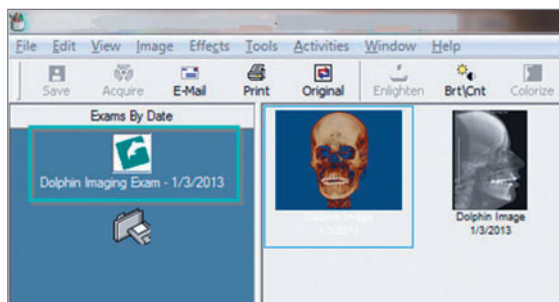 File Edit View Image Effects Tools Activities Window Help
Save Acquire E-Mail Print Original Enlighten Brt\Cnt Colorize
Exams By Date
Dolphin Imaging Exam - 1/3/2013
Dolphin Image
1/3/2013
Dolphin Image
1/3/2013